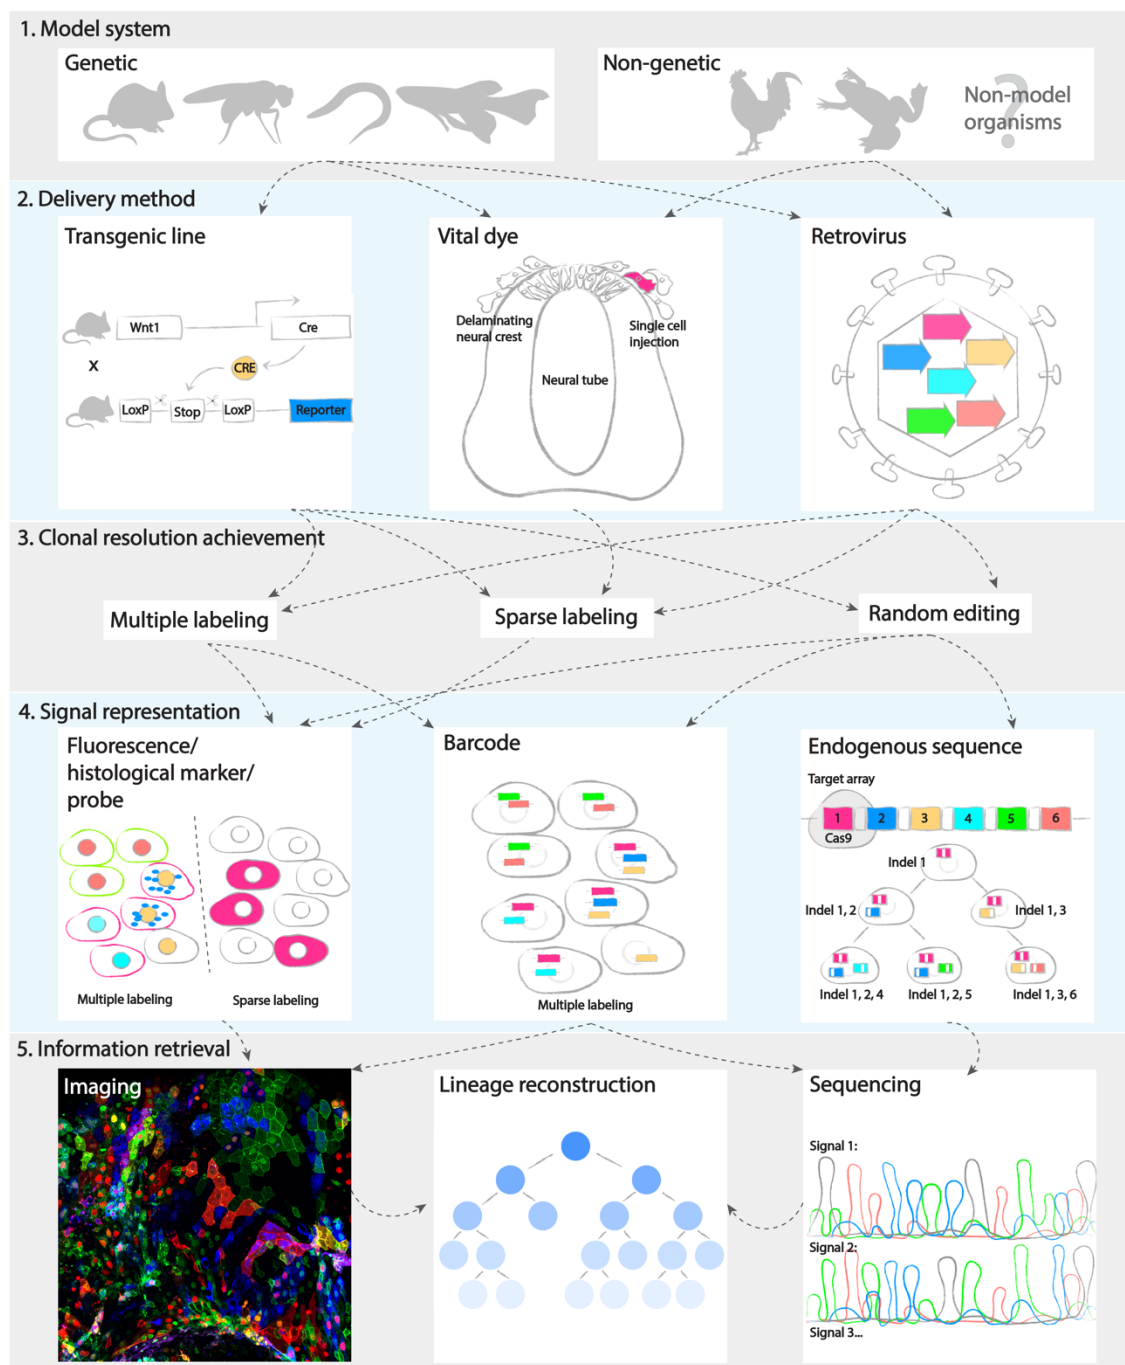 1. Model system
Genetic
Non-genetic
Non-model
organisms
?
2. Delivery method
Transgenic line
Wnt1
Cre
X
CRE
LoxP
Stop
LoxP
Reporter
Vital dye
Delaminating
neural crest
Single cell
injection
Neural tube
Retrovirus
3. Clonal resolution achievement
Multiple labeling
Sparse labeling
Random editing
4. Signal representation
Fluorescence/
histological marker/
probe
Multiple labeling
Sparse labeling
Barcode
Multiple labeling
Endogenous sequence
Target array
1 2 3 4 5 6
Cas9
Indel 1
Indel 1, 2
Indel 1, 3
Indel 1, 2, 4
Indel 1, 2, 5
Indel 1, 3, 6
5. Information retrieval
Imaging
Lineage reconstruction
Sequencing
Signal 1:
Signal 2:
Signal 3...